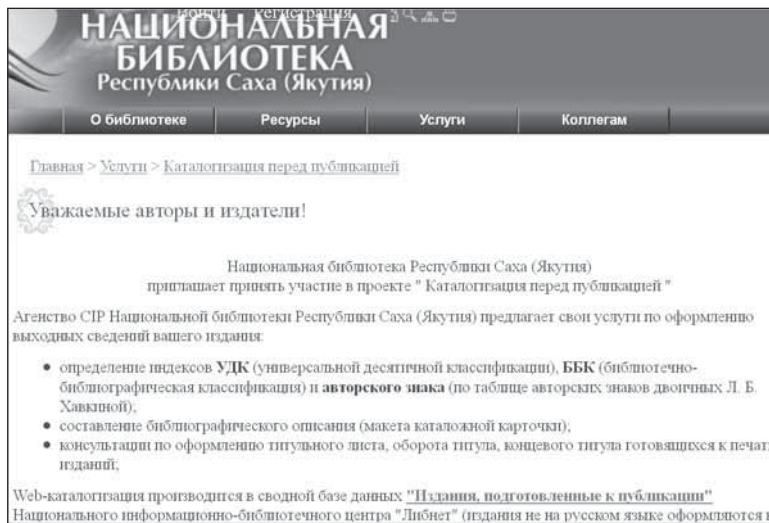 Войти Регистрация
НАЦИОНАЛЬНАЯ
БИБЛИОТЕКА
Республики Саха (Якутия)
О библиотеке Ресурсы Услуги Коллегам
Главная > Услуги > Каталогизация перед публикацией
Уважаемые авторы и издатели!
Национальная библиотека Республики Саха (Якутия)
приглашает принять участие в проекте " Каталогизация перед публикацией "
Агенство CIP Национальной библиотеки Республики Саха (Якутия) предлагает свои услуги по оформлению
выходных сведений вашего издания:
• определение индексов УДК (универсальной десятичной классификации), ББК (библиотечно-
библиографическая классификация) и авторского знака (по таблице авторских знаков двоичных Л. Б.
Хавкиной);
• составление библиографического описания (макета каталожной карточки);
• консультации по оформлению титульного листа, оборота титула, концевого титула готовящихся к печат
изданий;
Web-каталогизация производится в сводной базе данных "Издания, подготовленные к публикации"
Национального информационно-библиотечного центра "Либнет" (издания не на русском языке оформляются